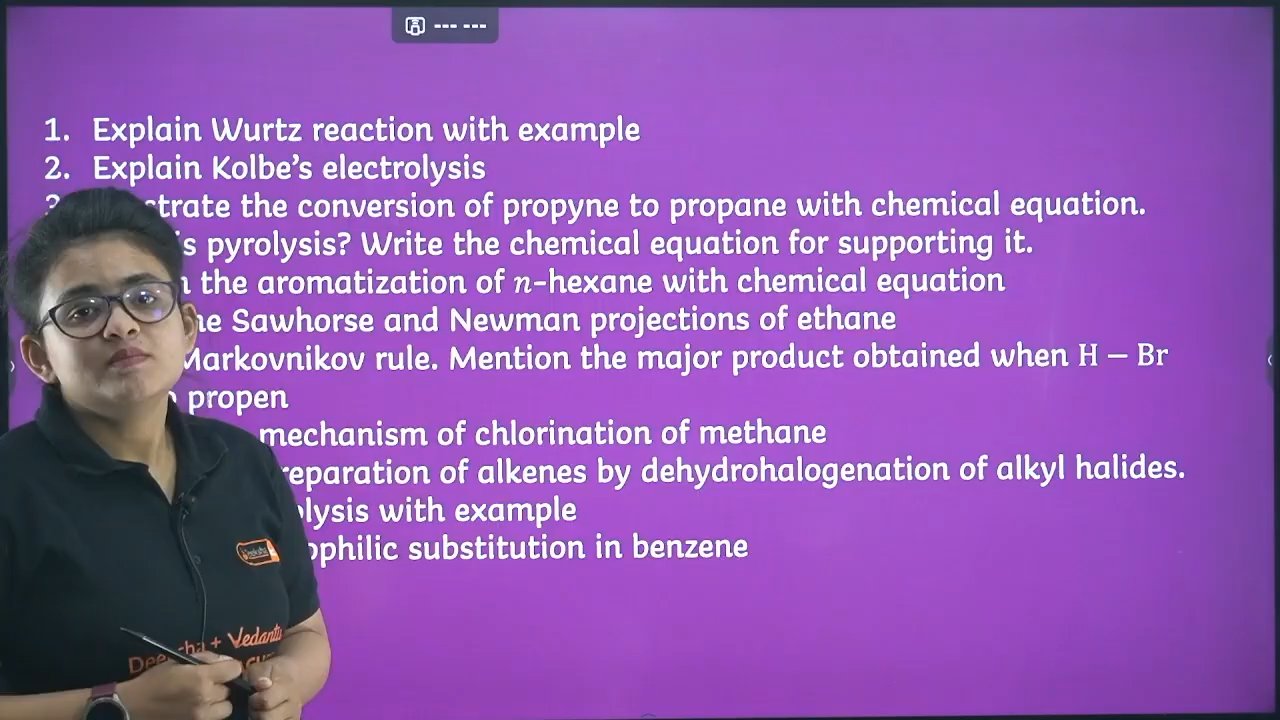 --- ---
1. Explain Wurtz reaction with example
2. Explain Kolbe's electrolysis
3. strate the conversion of propyne to propane with chemical equation.
is pyrolysis? Write the chemical equation for supporting it.
n the aromatization of n-hexane with chemical equation
he Sawhorse and Newman projections of ethane
Markovnikov rule. Mention the major product obtained when H – Br
propen
mechanism of chlorination of methane
reparation of alkenes by dehydrohalogenation of alkyl halides.
olysis with example
ophilic substitution in benzene
Vedantu